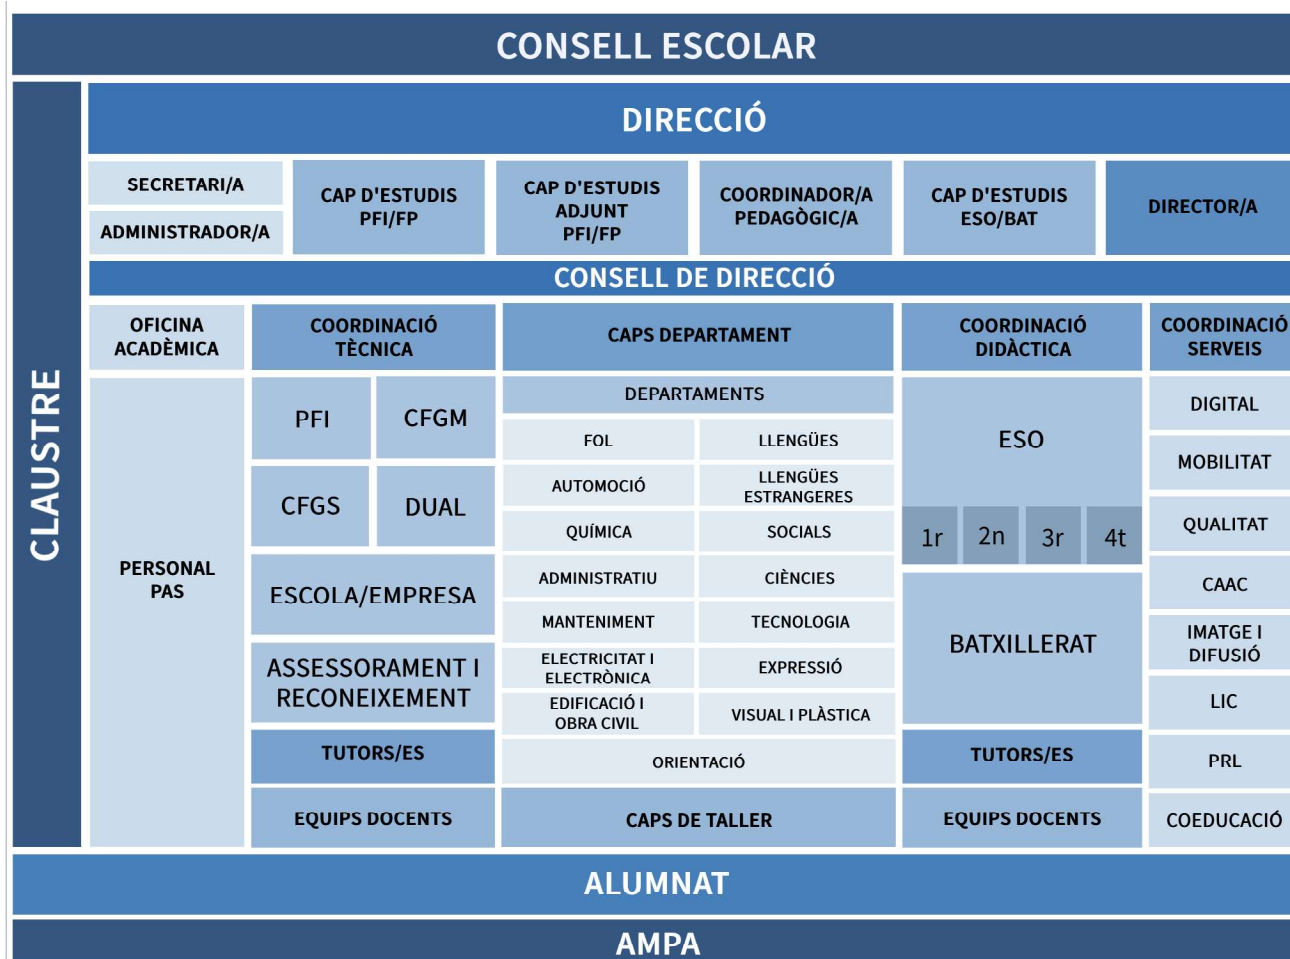 CONSELL ESCOLAR
CLAUSTRE
DIRECCIÓ
SECRETARI/A
ADMINISTRADOR/A
CAP D'ESTUDIS
PFI/FP
CAP D'ESTUDIS
ADJUNT
PFI/FP
COORDINADOR/A
PEDAGÒGIC/A
CAP D'ESTUDIS
ESO/BAT
DIRECTOR/A
CONSELL DE DIRECCIÓ
OFICINA
ACADÈMICA
PERSONAL
PAS
COORDINACIÓ
TÈCNICA
PFI
CFGM
CFGS
DUAL
ESCOLA/EMPRESA
ASSESSORAMENT I
RECONEIXEMENT
TUTORS/ES
EQUIPS DOCENTS
CAPS DEPARTAMENT
DEPARTAMENTS
FOL
LLENGÜES
AUTOMOCIÓ
LLENGÜES
ESTRANGERES
QUÍMICA
SOCIALS
ADMINISTRATIU
CIÈNCIES
MANTENIMENT
TECNOLOGIA
ELECTRICITAT I
ELECTRÒNICA
EXPRESSIÓ
EDIFICACIÓ I
OBRA CIVIL
VISUAL I PLÀSTICA
ORIENTACIÓ
CAPS DE TALLER
COORDINACIÓ
DIDÀCTICA
ESO
1r
2n
3r
4t
BATXILLERAT
TUTORS/ES
EQUIPS DOCENTS
COORDINACIÓ
SERVEIS
DIGITAL
MOBILITAT
QUALITAT
CAAC
IMATGE I
DIFUSIÓ
LIC
PRL
COEDUCACIÓ
ALUMNAT
AMPA